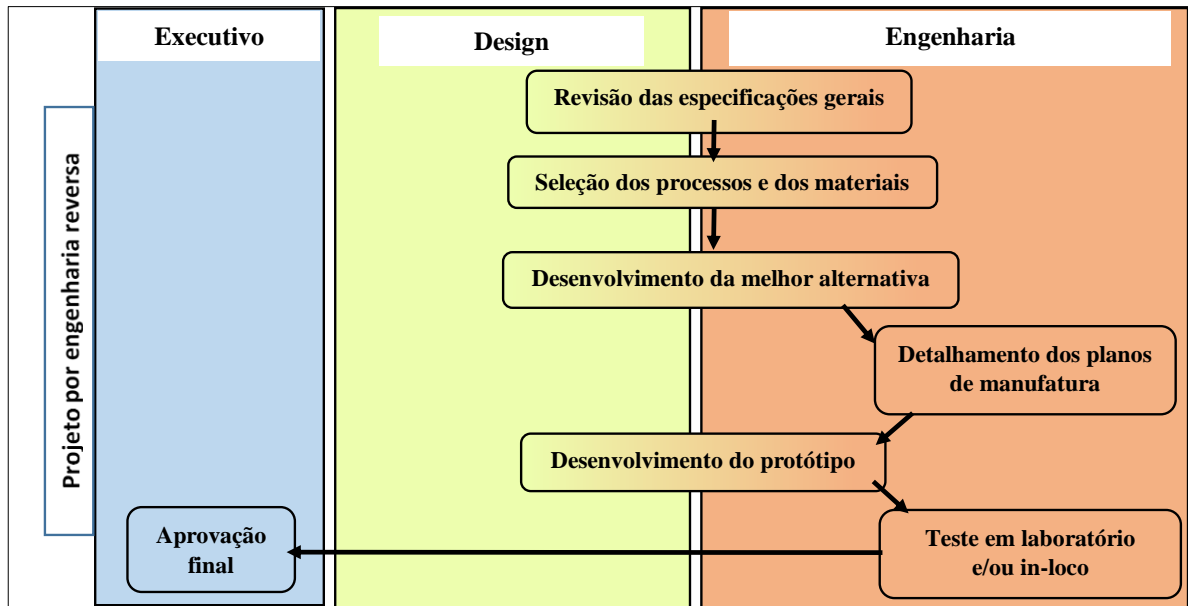 Executivo
Design
Engenharia
Projeto por engenharia reversa
Revisão das especificações gerais
Seleção dos processos e dos materiais
Desenvolvimento da melhor alternativa
Detalhamento dos planos
de manufatura
Desenvolvimento do protótipo
Teste em laboratório
e/ou in-loco
Aprovação
final